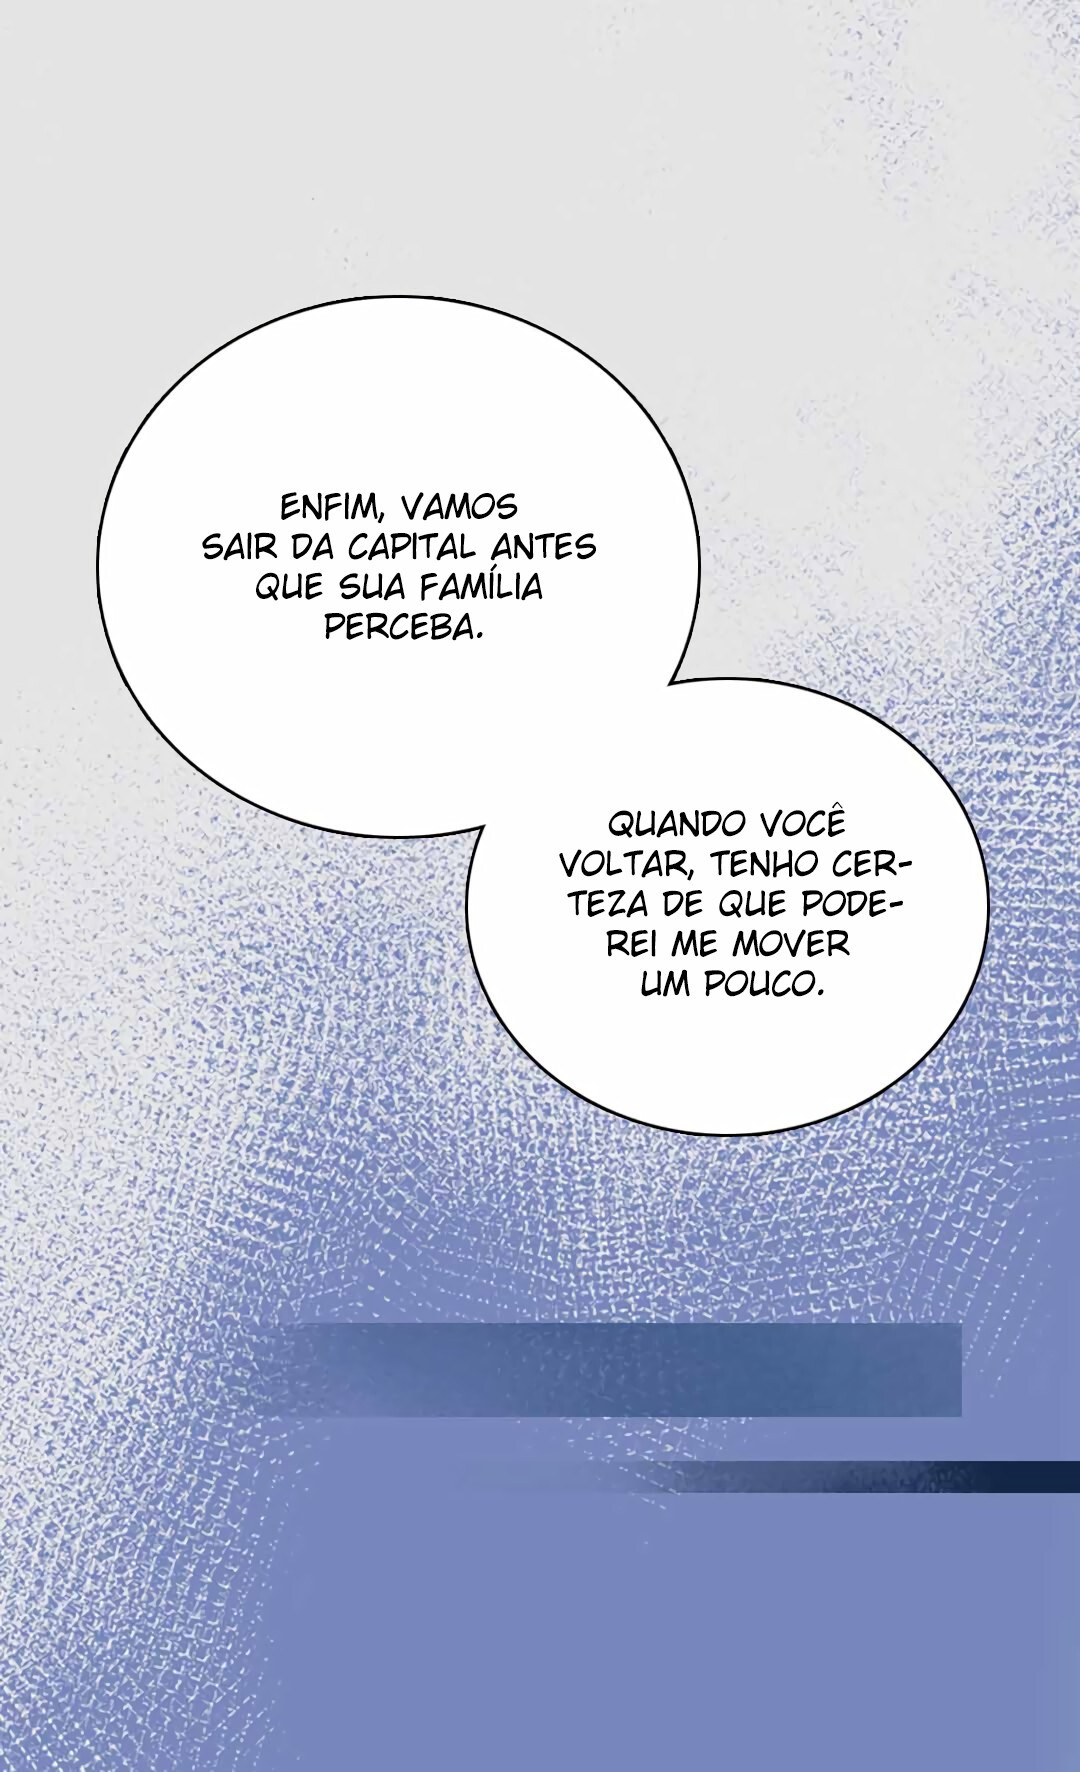 ENFIM, VAMOS
SAIR DA CAPITAL ANTES
QUE SUA FAMÍLIA
PERCEBA.
QUANDO VOCÊ
VOLTAR, TENHO CER-
TEZA DE QUE PODE-
REI ME MOVER
UM POUCO.